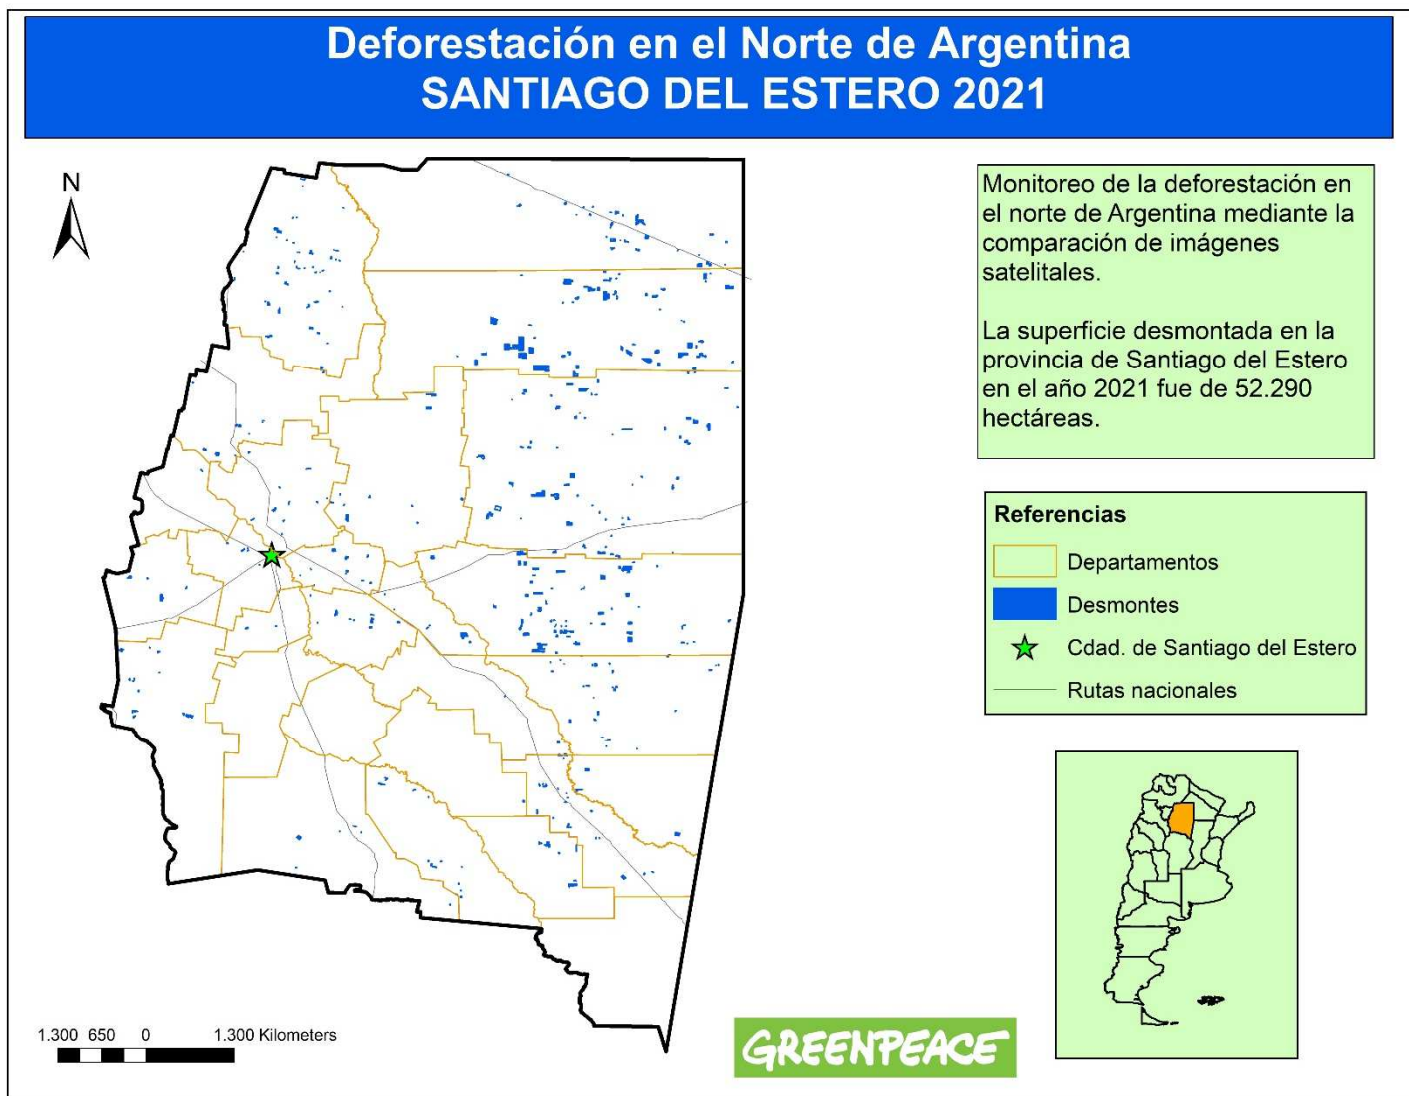 Deforestación en el Norte de Argentina
SANTIAGO DEL ESTERO 2021
N
Monitoreo de la deforestación en
el norte de Argentina mediante la
comparación de imágenes
satelitales.
La superficie desmontada en la
provincia de Santiago del Estero
en el año 2021 fue de 52.290
hectáreas.
Referencias
Departamentos
Desmontes
Cdad. de Santiago del Estero
Rutas nacionales
1.300 650 0 1.300 Kilometers
GREENPEACE